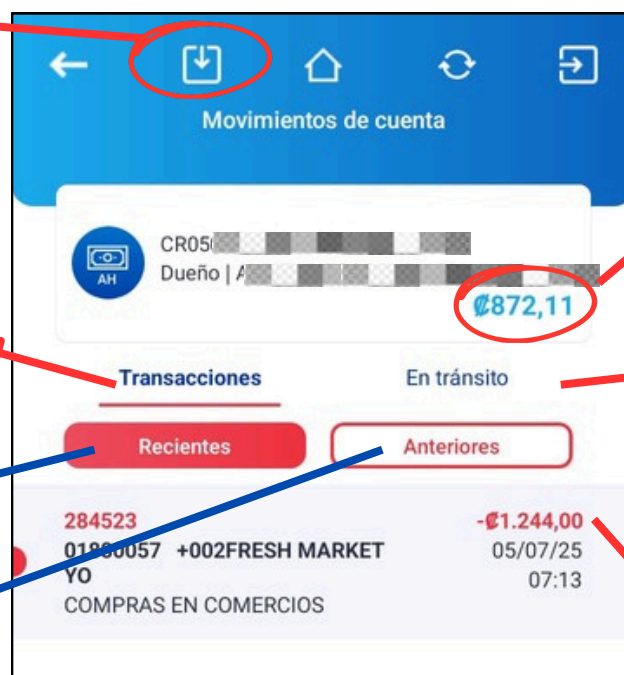 Movimientos de cuenta
CR05
AH
Dueño | A
₡872,11
Transacciones En tránsito
Recientes Anteriores
284523 -₡1.244,00
01800057 +002FRESH MARKET 05/07/25
YO 07:13
COMPRAS EN COMERCIOS